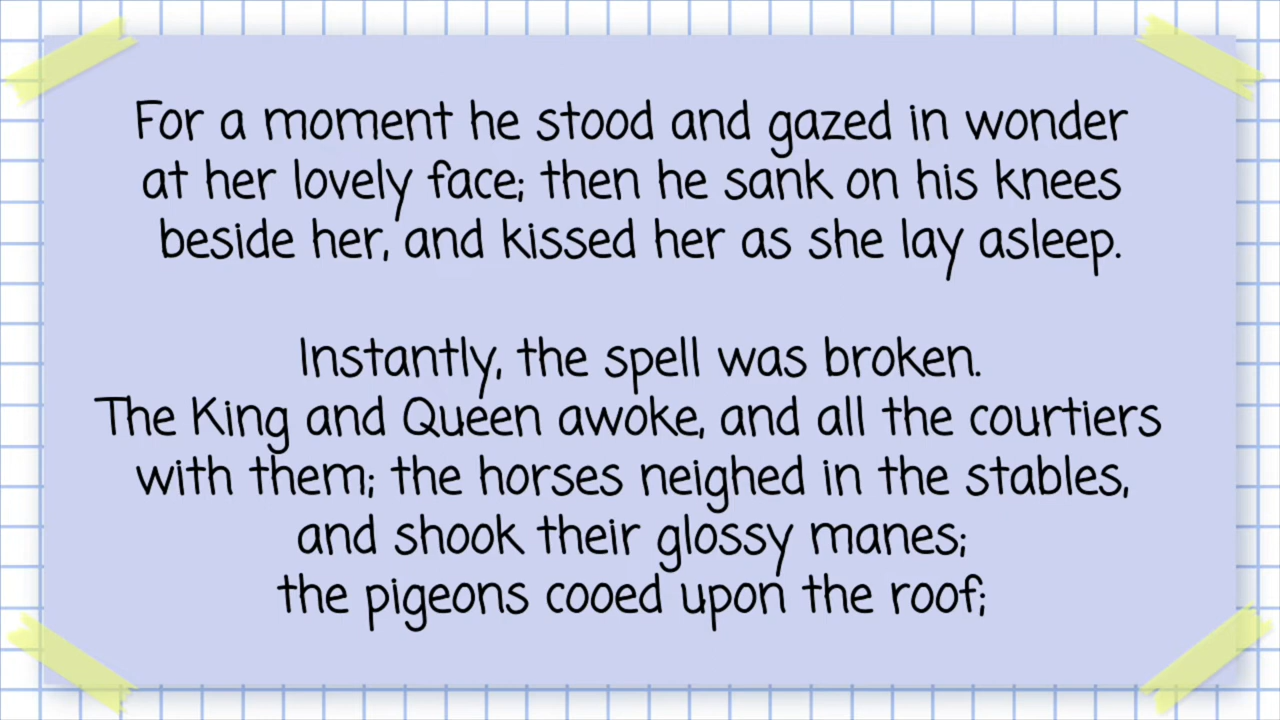 For a moment he stood and gazed in wonder
at her lovely face; then he sank on his knees
beside her, and kissed her as she lay asleep.
Instantly, the spell was broken.
The King and Queen awoke, and all the courtiers
with them; the horses neighed in the stables,
and shook their glossy manes;
the pigeons cooed upon the roof;